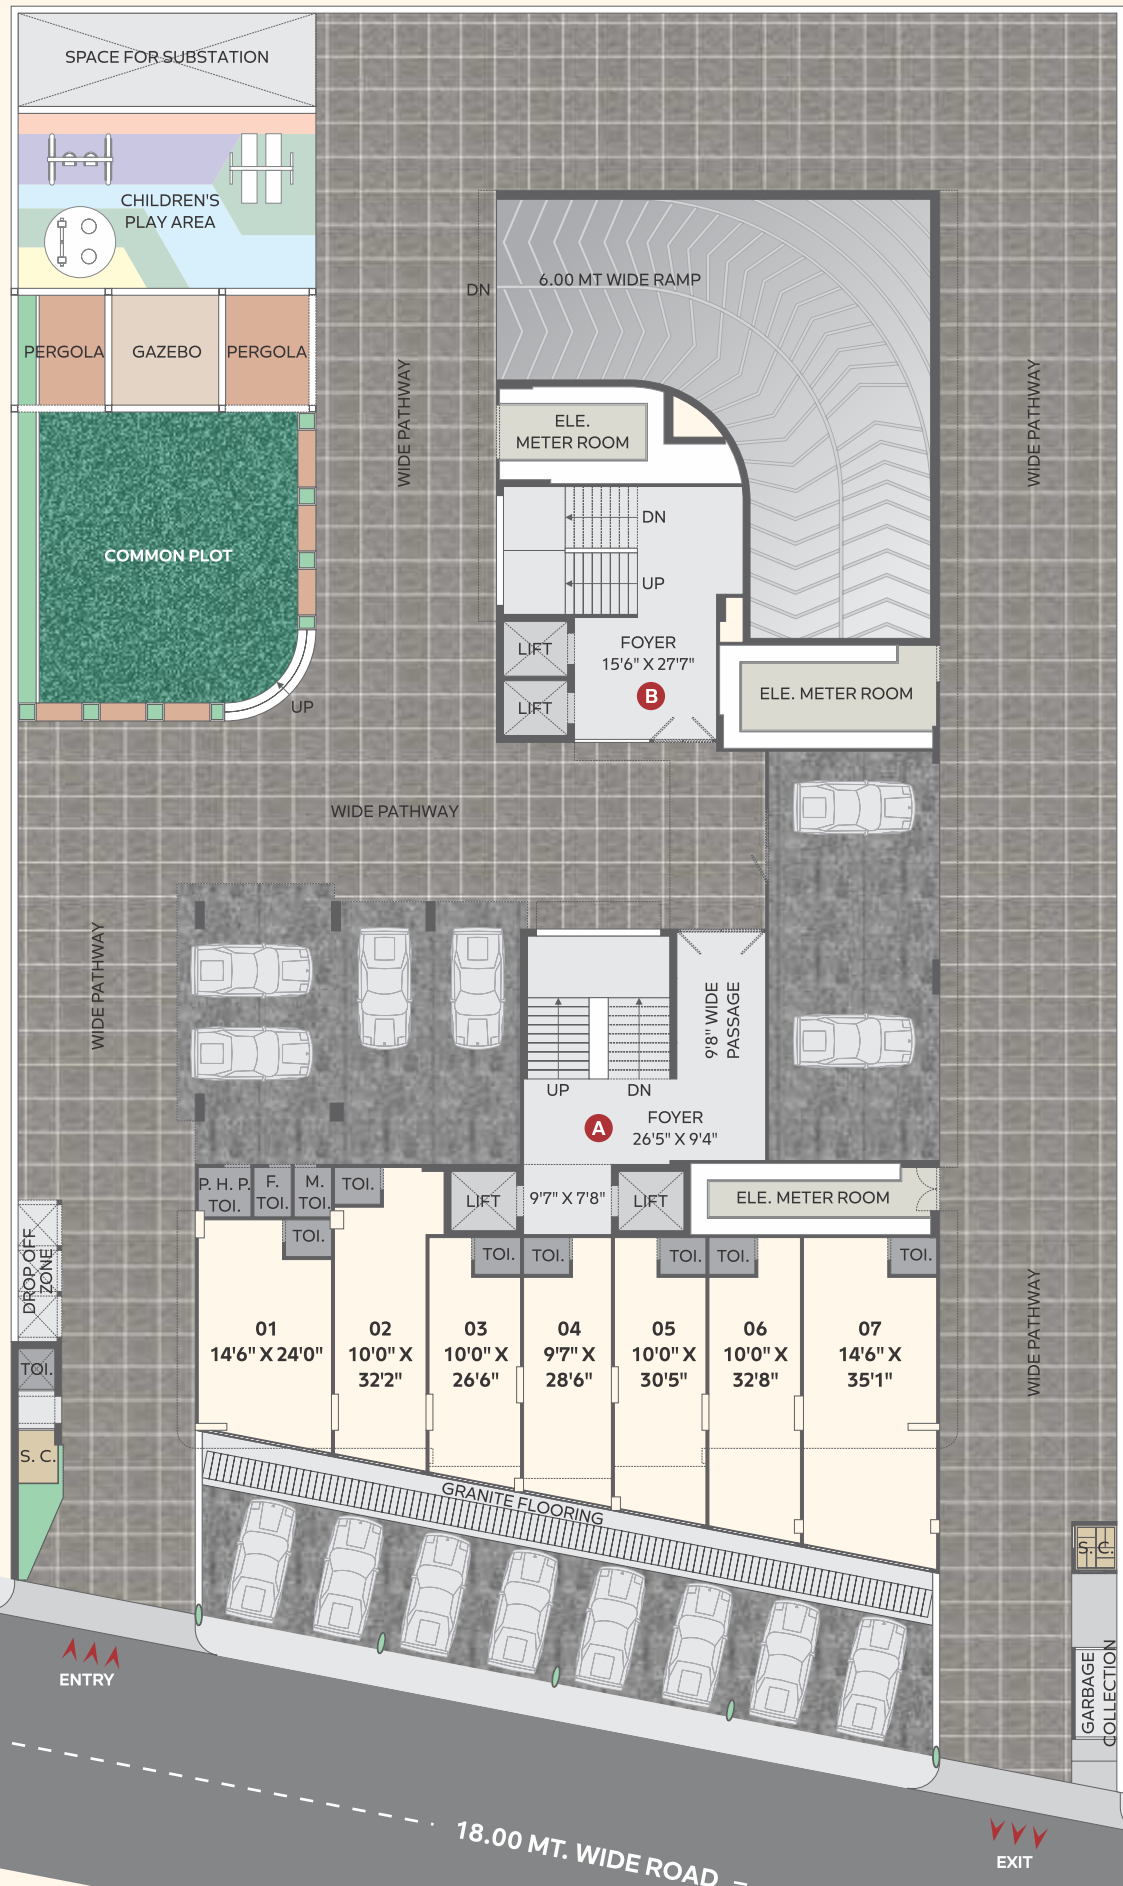 SPACE FOR SUBSTATION
CHILDREN'S
PLAY AREA
DN
6.00 MT WIDE RAMP
PERGOLA
GAZEBO
PERGOLA
WIDE PATHWAY
WIDE PATHWAY
ELE.
METER ROOM
DN
UP
COMMON PLOT
LIFT
FOYER
15'6" X 27'7"
B
LIFT
ELE. METER ROOM
UP
WIDE PATHWAY
WIDE PATHWAY
9'8" WIDE
PASSAGE
UP
DN
A
FOYER
26'5" X 9'4"
P. H. P.
TOI.
F.
TOI.
M.
TOI.
TOI.
LIFT
9'7" X 7'8"
LIFT
ELE. METER ROOM
TOI.
TOI.
TOI.
TOI.
TOI.
TOI.
DROP OFF
ZONE
01
14'6" X 24'0"
02
10'0" X
32'2"
03
10'0" X
26'6"
04
9'7" X
28'6"
05
10'0" X
30'5"
06
10'0" X
32'8"
07
14'6" X
35'1"
WIDE PATHWAY
TOI.
S. C.
GRANITE FLOORING
S. C.
GARBAGE
COLLECTION
ENTRY
18.00 MT. WIDE ROAD
EXIT